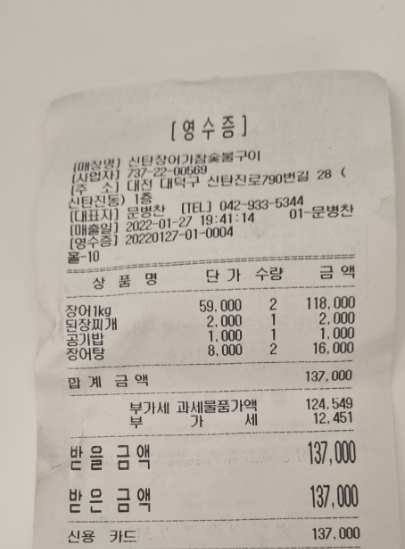 [영수증]
[매장명] 신탄장어가참숯불구이
[사업자] 737-22-00569
[주 소] 대전 대덕구 신탄진로790번길 28 (
신탄진동) 1층
[대표자] 문병찬 [TEL] 042-933-5344
[매출일] 2022-01-27 19:41:14 01-문병찬
[영수증] 20220127-01-0004
홀-10
상 품 명 단 가 수량 금 액
장어1kg 59,000 2 118,000
된장찌개 2,000 1 2,000
공기밥 1,000 1 1,000
장어탕 8,000 2 16,000
합 계 금 액 137,000
부가세 과세물품가액 124,549
부 가 세 12,451
받을 금액 137,000
받은 금액 137,000
신용 카드 137,000